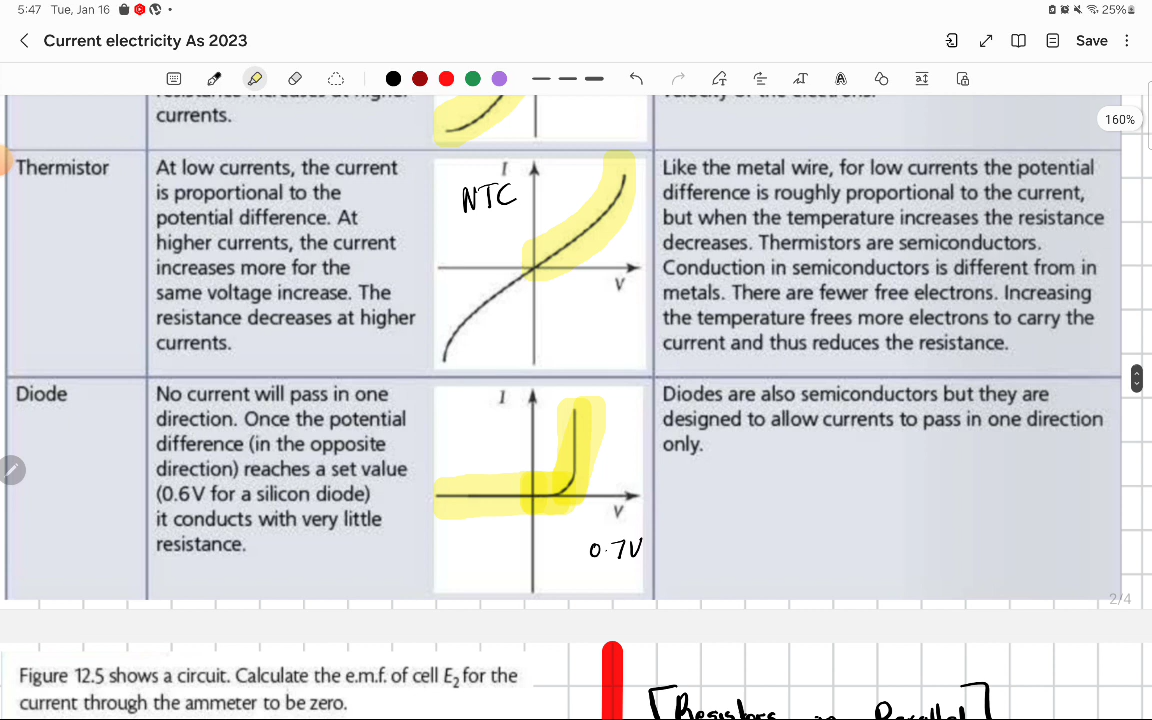 5:47 Tue, Jan 16
25%
Current electricity As 2023
Save
160%
currents.
velocity of the electrons.
Thermistor
At low currents, the current
is proportional to the
potential difference. At
higher currents, the current
increases more for the
same voltage increase. The
resistance decreases at higher
currents.
I
NTC
V
Like the metal wire, for low currents the potential
difference is roughly proportional to the current,
but when the temperature increases the resistance
decreases. Thermistors are semiconductors.
Conduction in semiconductors is different from in
metals. There are fewer free electrons. Increasing
the temperature frees more electrons to carry the
current and thus reduces the resistance.
Diode
No current will pass in one
direction. Once the potential
difference (in the opposite
direction) reaches a set value
(0.6V for a silicon diode)
it conducts with very little
resistance.
I
V
0.7V
Diodes are also semiconductors but they are
designed to allow currents to pass in one direction
only.
2/4
Figure 12.5 shows a circuit. Calculate the e.m.f. of cell E₂ for the
current through the ammeter to be zero.
[Resistors in Parallel]